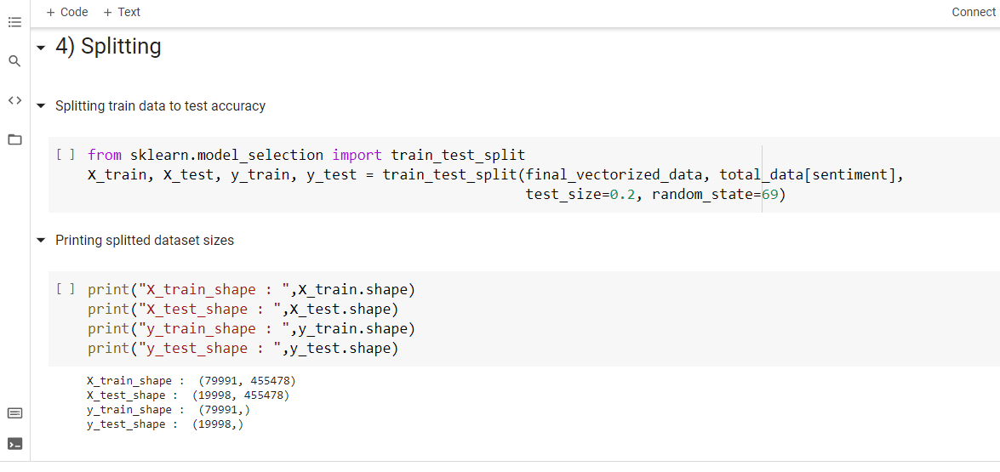 + Code + Text Connect
4) Splitting
Splitting train data to test accuracy
[ ] from sklearn.model_selection import train_test_split
X_train, X_test, y_train, y_test = train_test_split(final_vectorized_data, total_data[sentiment],
test_size=0.2, random_state=69)
Printing splitted dataset sizes
[ ] print("X_train_shape : ",X_train.shape)
print("X_test_shape : ",X_test.shape)
print("y_train_shape : ",y_train.shape)
print("y_test_shape : ",y_test.shape)
X_train_shape :  (79991, 455478)
X_test_shape :  (19998, 455478)
y_train_shape :  (79991,)
y_test_shape :  (19998,)